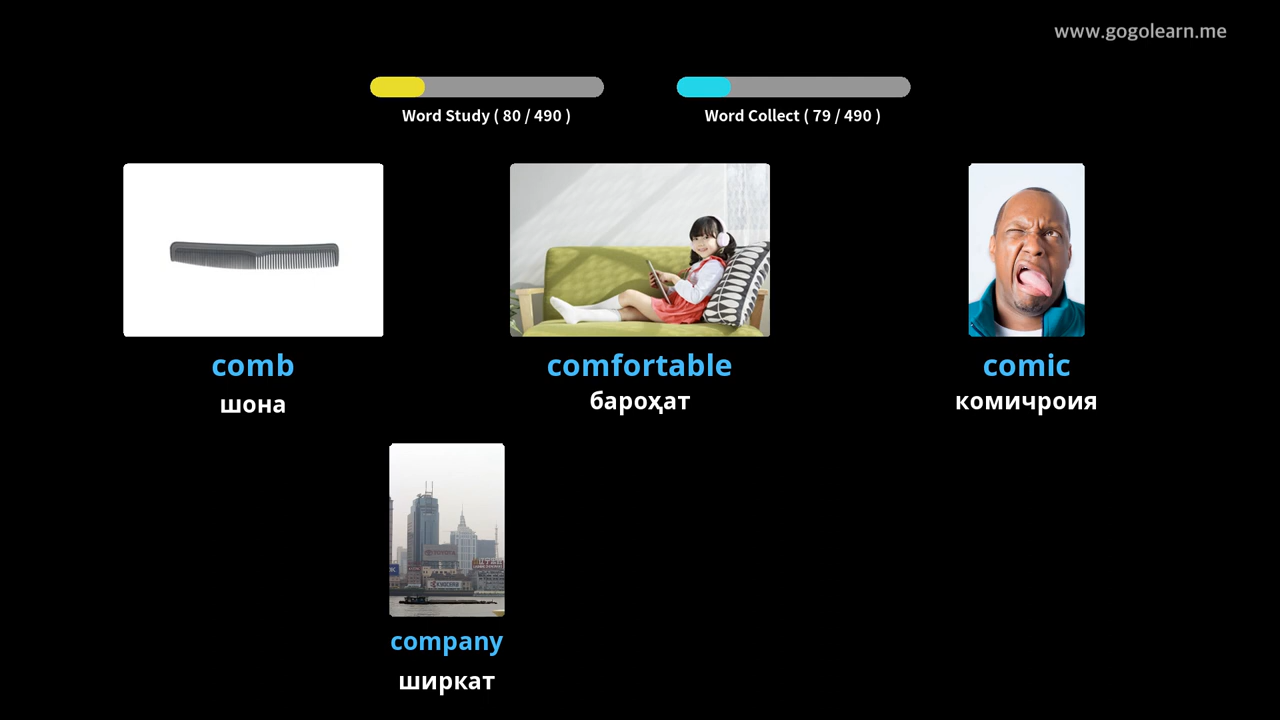 www.gogolearn.me
Word Study ( 80 / 490 )
Word Collect ( 79 / 490 )
comb
comfortable
comic
шона
бароҳат
комичроия
TOYOTA
company
ширкат